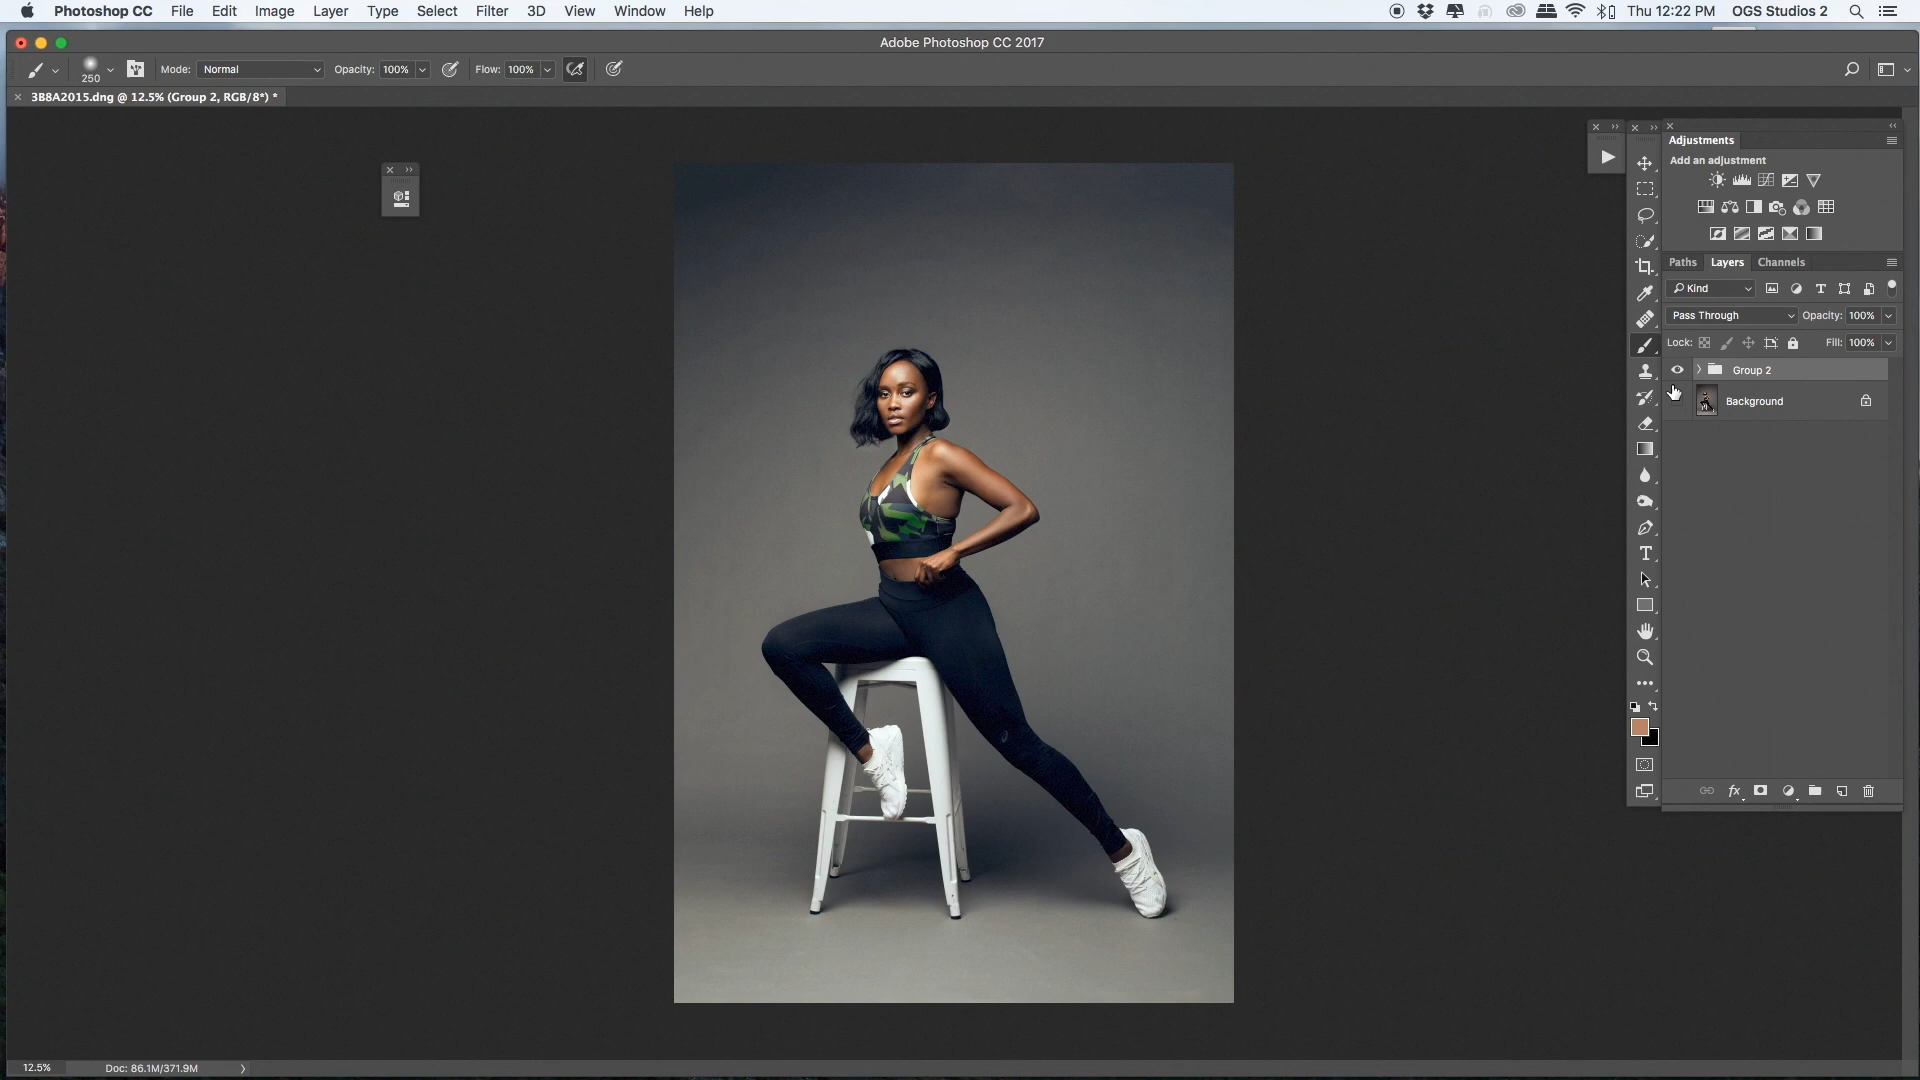 Photoshop CC File Edit Image Layer Type Select Filter 3D View Window Help Thu 12:22 PM OGS Studios 2
Adobe Photoshop CC 2017
250 Mode: Normal Opacity: 100% Flow: 100%
3B8A2015.dng @ 12.5% (Group 2, RGB/8*) *
Adjustments
Add an adjustment
Paths Layers Channels
Kind
Pass Through Opacity: 100%
Lock: Fill: 100%
Group 2
Background
fx
12.5% Doc: 86.1M/371.9M